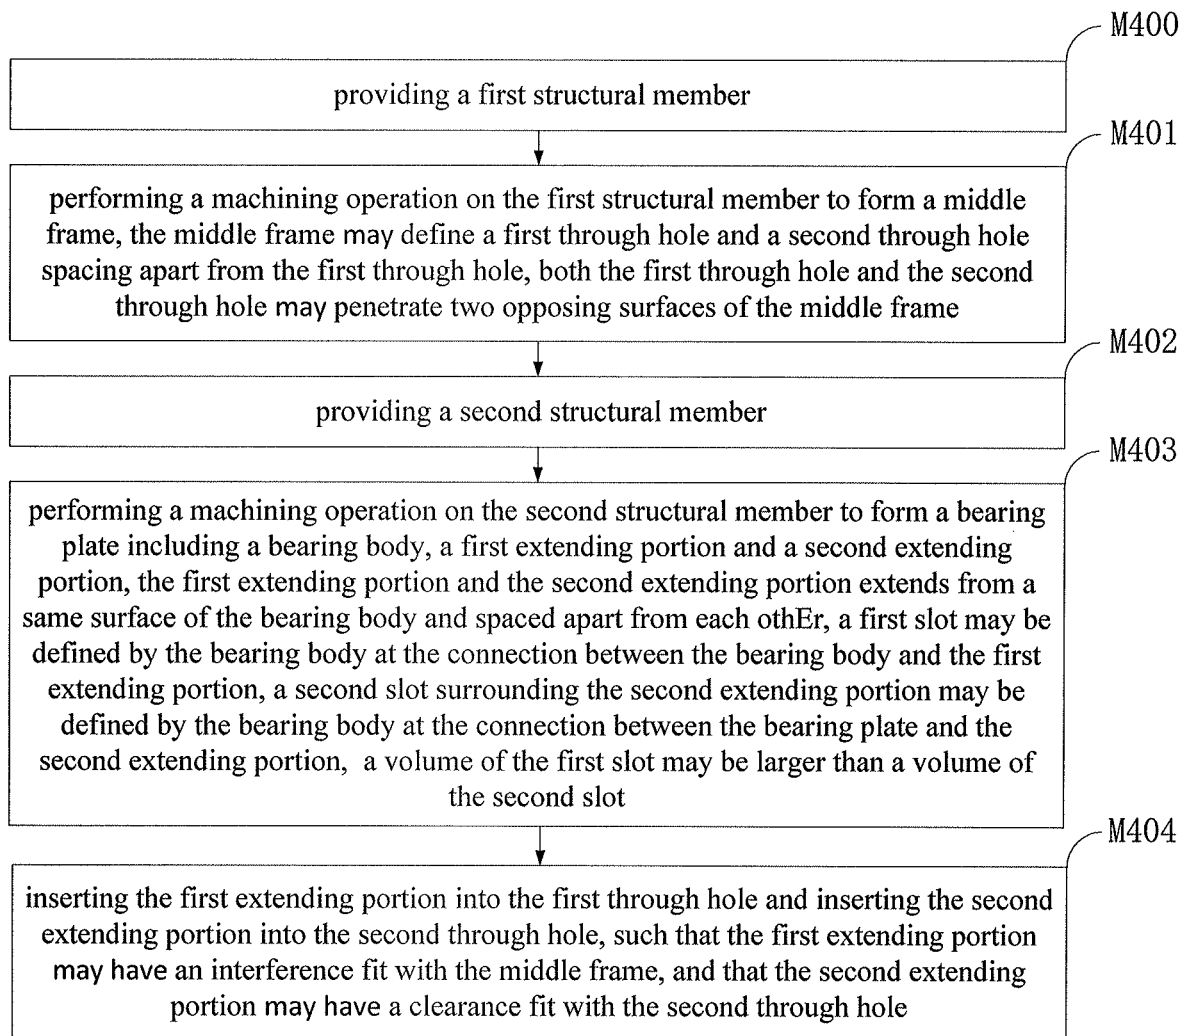 M400
providing a first structural member
M401
performing a machining operation on the first structural member to form a middle
frame, the middle frame may define a first through hole and a second through hole
spacing apart from the first through hole, both the first through hole and the second
through hole may penetrate two opposing surfaces of the middle frame
M402
providing a second structural member
M403
performing a machining operation on the second structural member to form a bearing
plate including a bearing body, a first extending portion and a second extending
portion, the first extending portion and the second extending portion extends from a
same surface of the bearing body and spaced apart from each othEr, a first slot may be
defined by the bearing body at the connection between the bearing body and the first
extending portion, a second slot surrounding the second extending portion may be
defined by the bearing body at the connection between the bearing plate and the
second extending portion, a volume of the first slot may be larger than a volume of
the second slot
M404
inserting the first extending portion into the first through hole and inserting the second
extending portion into the second through hole, such that the first extending portion
may have an interference fit with the middle frame, and that the second extending
portion may have a clearance fit with the second through hole